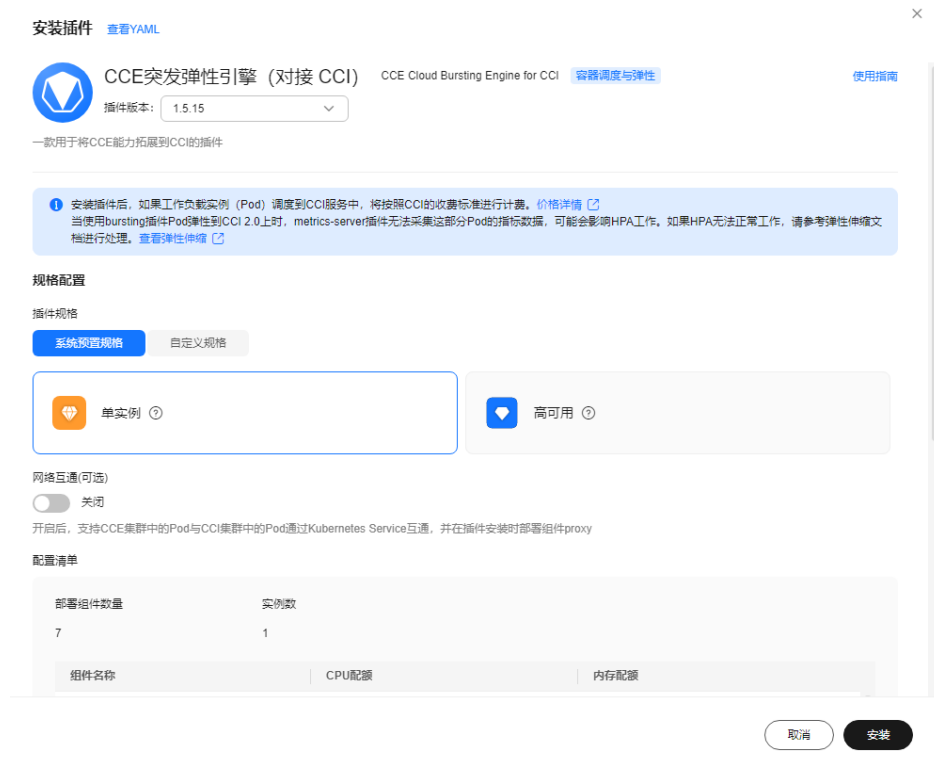 安装插件 查看YAML
CCE突发弹性引擎（对接 CCI） CCE Cloud Bursting Engine for CCI 容器调度与弹性 使用指南
插件版本： 1.5.15
一款用于将CCE能力拓展到CCI的插件
安装插件后，如果工作负载实例（Pod）调度到CCI服务中，将按照CCI的收费标准进行计费。价格详情
当使用bursting插件Pod弹性到CCI 2.0上时，metrics-server插件无法采集这部分Pod的指标数据，可能会影响HPA工作。如果HPA无法正常工作，请参考弹性伸缩文
档进行处理。查看弹性伸缩
规格配置
插件规格
系统预置规格 自定义规格
单实例 高可用
网络互通(可选)
关闭
开启后，支持CCE集群中的Pod与CCI集群中的Pod通过Kubernetes Service互通，并在插件安装时部署组件proxy
配置清单
部署组件数量 实例数
7 1
组件名称 CPU配额 内存配额
取消 安装